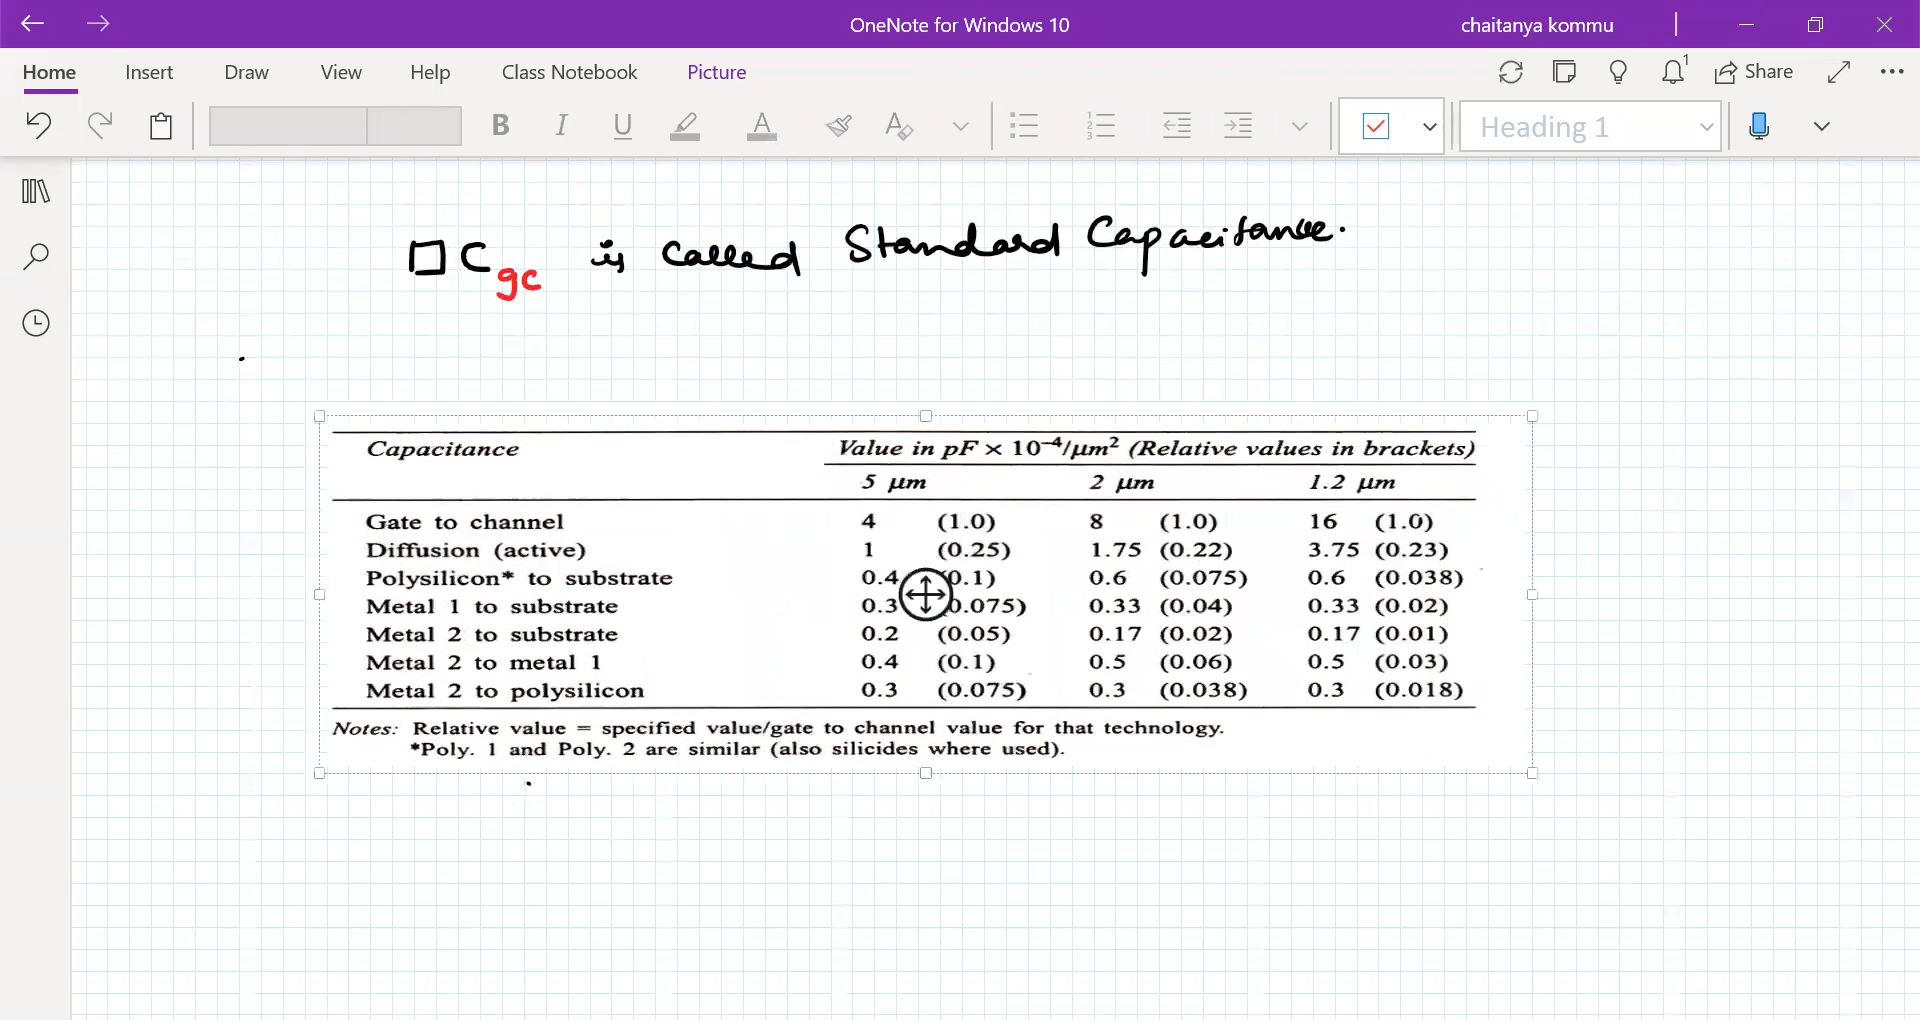 OneNote for Windows 10
chaitanya kommu
Home Insert Draw View Help Class Notebook Picture
1 Share
B I U A A Heading 1
□ Cgc is called Standard Capacitance.
Capacitance Value in pF × 10⁻⁴/μm² (Relative values in brackets)
5 μm 2 μm 1.2 μm
Gate to channel 4 (1.0) 8 (1.0) 16 (1.0)
Diffusion (active) 1 (0.25) 1.75 (0.22) 3.75 (0.23)
Polysilicon* to substrate 0.4 0.1) 0.6 (0.075) 0.6 (0.038)
Metal 1 to substrate 0.3 0.075) 0.33 (0.04) 0.33 (0.02)
Metal 2 to substrate 0.2 (0.05) 0.17 (0.02) 0.17 (0.01)
Metal 2 to metal 1 0.4 (0.1) 0.5 (0.06) 0.5 (0.03)
Metal 2 to polysilicon 0.3 (0.075) 0.3 (0.038) 0.3 (0.018)
Notes: Relative value = specified value/gate to channel value for that technology.
*Poly. 1 and Poly. 2 are similar (also silicides where used).